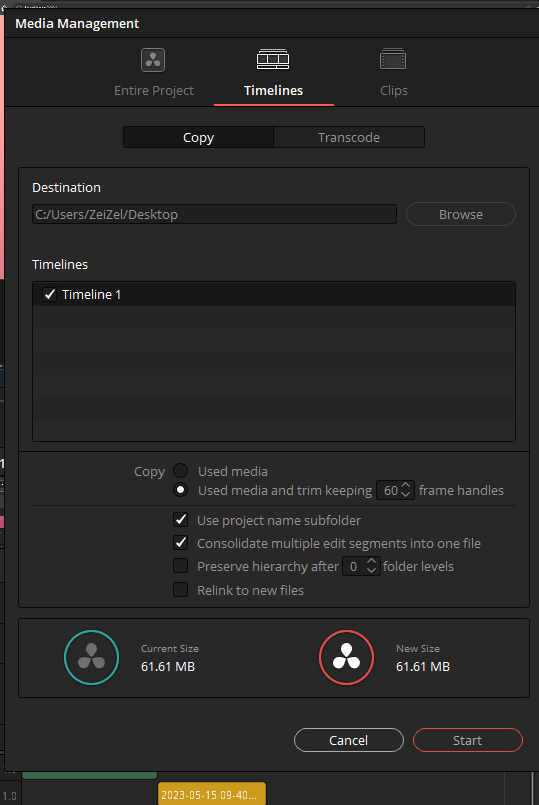 Media Management
Entire Project
Timelines
Clips
Copy
Transcode
Destination
C:/Users/ZeiZel/Desktop
Browse
Timelines
Timeline 1
Copy
Used media
Used media and trim keeping 60 frame handles
Use project name subfolder
Consolidate multiple edit segments into one file
Preserve hierarchy after 0 folder levels
Relink to new files
Current Size
61.61 MB
New Size
61.61 MB
Cancel
Start
1.0
2023-05-15 09-40...